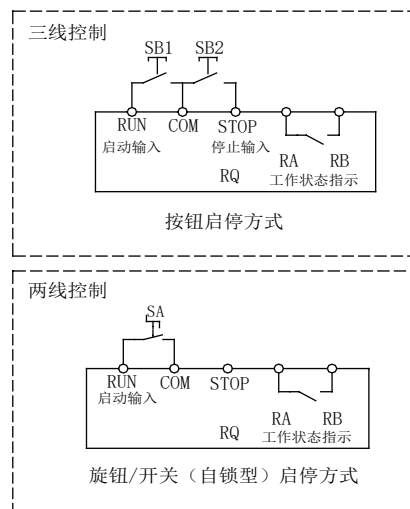 三线控制
SB1 SB2
RUN COM STOP
启动输入 停止输入
RA RB
RQ 工作状态指示
按钮启停方式
两线控制
SA
RUN COM STOP
启动输入
RA RB
RQ 工作状态指示
旋钮/开关（自锁型）启停方式